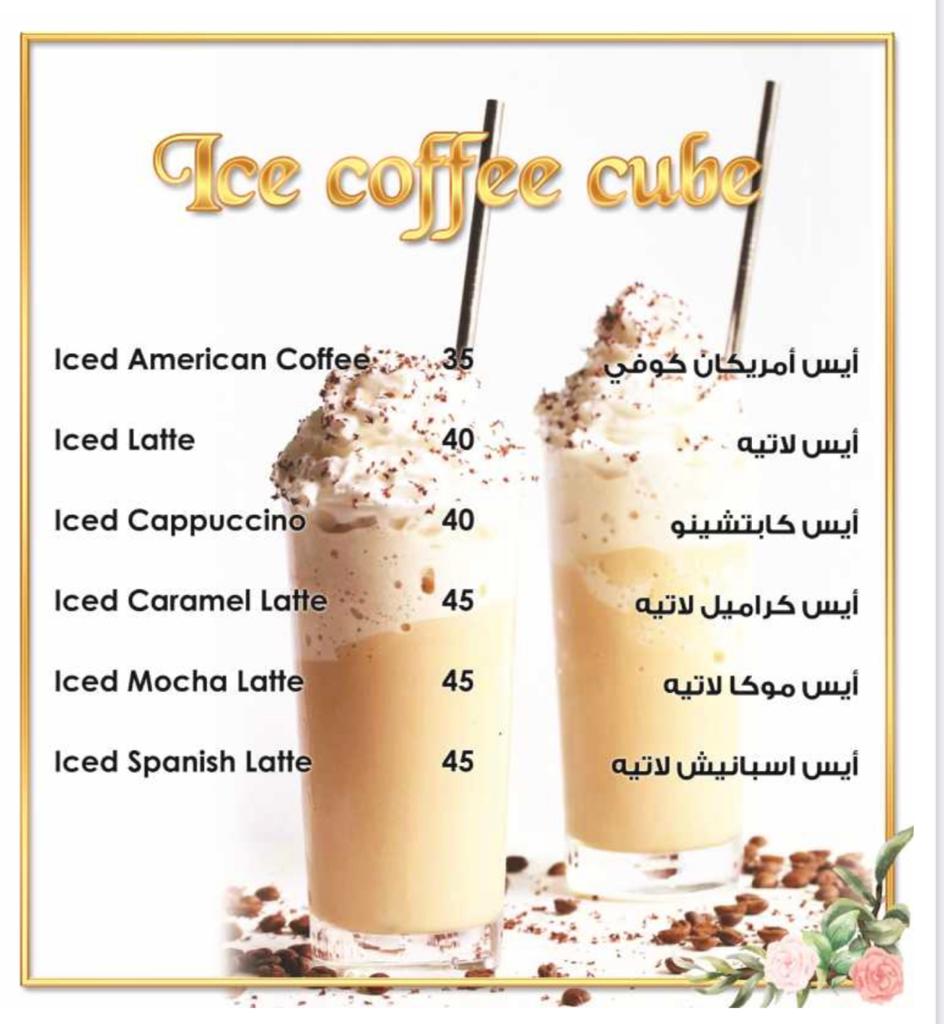 Ice coffee cube
Iced American Coffee 35 أيس أمريكان كوفي
Iced Latte 40 أيس لاتيه
Iced Cappuccino 40 أيس كابتشينو
Iced Caramel Latte 45 أيس كراميل لاتيه
Iced Mocha Latte 45 أيس موكا لاتيه
Iced Spanish Latte 45 أيس اسبانيش لاتيه